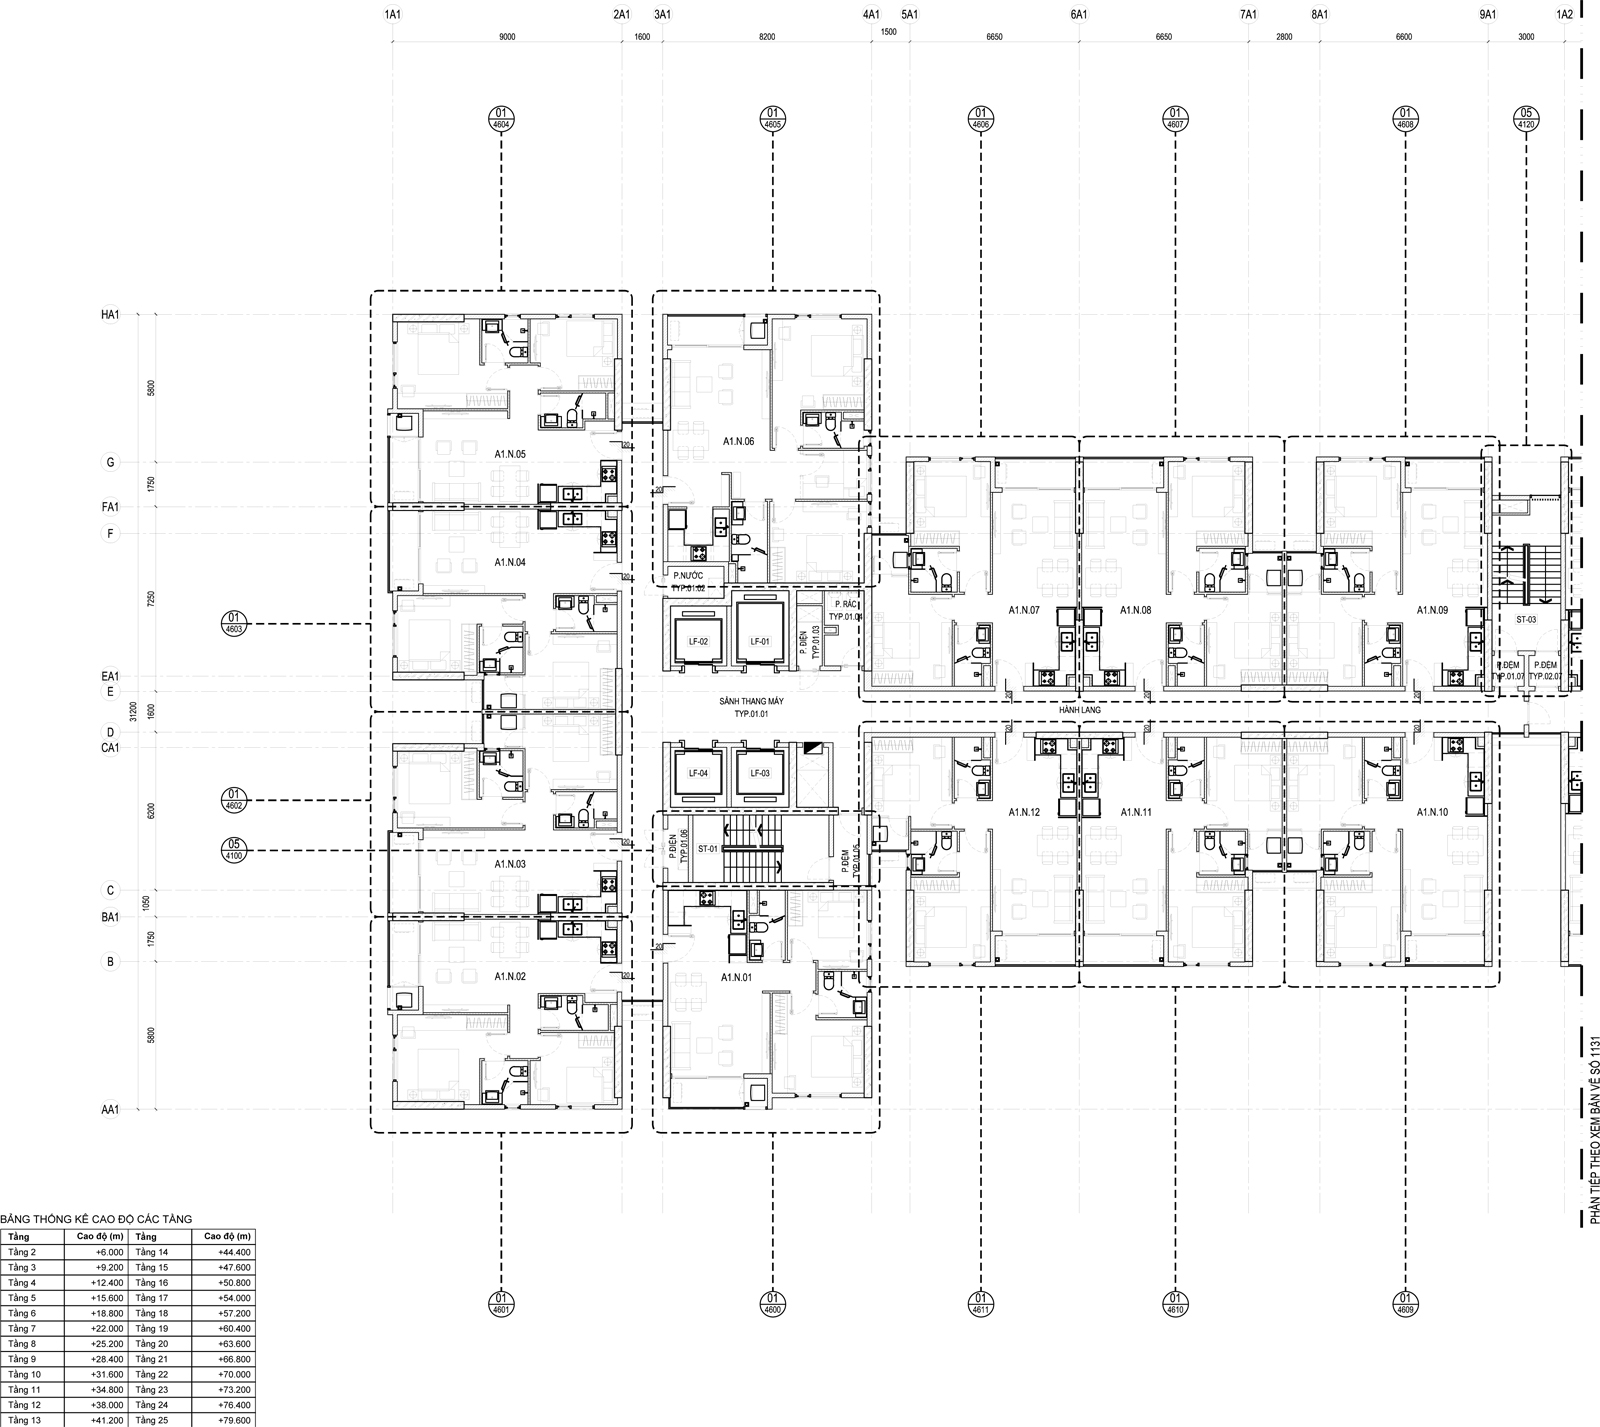 1A1 2A1 3A1 4A1 5A1 6A1 7A1 8A1 9A1 1A2
9000 1600 8200 1500 6650 6650 2800 6600 3000
01 01 01 01 01 05
4604 4605 4606 4607 4608 4120
HA1
5800
G
1750
FA1
F
7250
EA1
E
1600
31200
D
CA1
6200
C
1050
BA1
1750
B
5800
AA1
01
4603
01
4602
05
4100
A1.N.05
20
A1.N.04
20
A1.N.03
20
A1.N.02
20
A1.N.06
20
P.NƯỚC
TYP.01.02
LF-02
LF-01
P. ĐIỆN
TYP.01.03
P. RÁC
TYP.01.04
SẢNH THANG MÁY
TYP.01.01
LF-04
LF-03
P.ĐIỆN
TYP.01.06
ST-01
P.ĐỆM
TYP.01.05
20
A1.N.01
A1.N.07
A1.N.08
A1.N.09
20
20
20
ST-03
P.ĐỆM
TYP.01.07
P.ĐỆM
TYP.02.07
HÀNH LANG
20
20
20
A1.N.12
A1.N.11
A1.N.10
01 01 01 01 01
4601 4600 4611 4610 4609
PHẦN TIẾP THEO XEM BẢN VẼ SỐ 1131
BẢNG THỐNG KÊ CAO ĐỘ CÁC TẦNG
Tầng Cao độ (m) Tầng Cao độ (m)
Tầng 2 +6.000 Tầng 14 +44.400
Tầng 3 +9.200 Tầng 15 +47.600
Tầng 4 +12.400 Tầng 16 +50.800
Tầng 5 +15.600 Tầng 17 +54.000
Tầng 6 +18.800 Tầng 18 +57.200
Tầng 7 +22.000 Tầng 19 +60.400
Tầng 8 +25.200 Tầng 20 +63.600
Tầng 9 +28.400 Tầng 21 +66.800
Tầng 10 +31.600 Tầng 22 +70.000
Tầng 11 +34.800 Tầng 23 +73.200
Tầng 12 +38.000 Tầng 24 +76.400
Tầng 13 +41.200 Tầng 25 +79.600